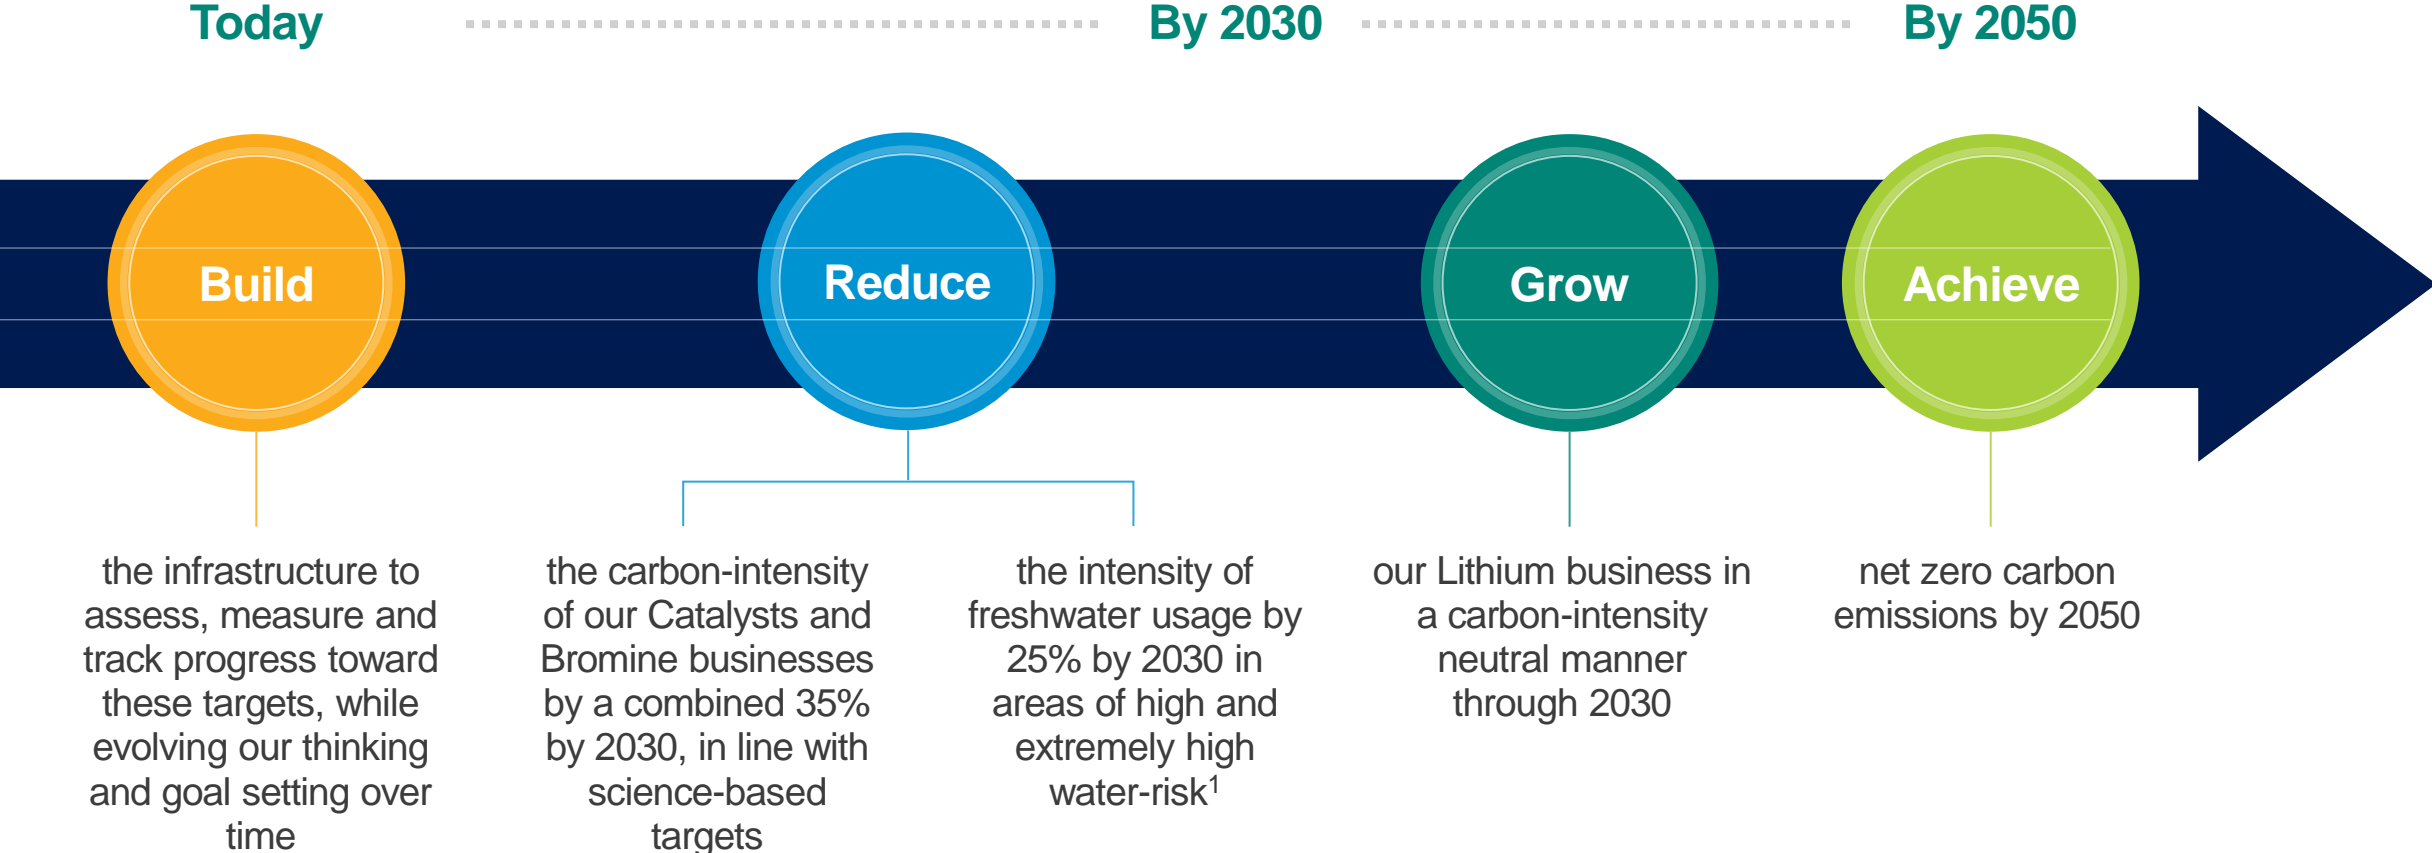 Today
By 2030
By 2050
Build
Reduce
Grow
Achieve
the infrastructure to
assess, measure and
track progress toward
these targets, while
evolving our thinking
and goal setting over
time
the carbon-intensity
of our Catalysts and
Bromine businesses
by a combined 35%
by 2030, in line with
science-based
targets
the intensity of
freshwater usage by
25% by 2030 in
areas of high and
extremely high
water-risk¹
our Lithium business in
a carbon-intensity
neutral manner
through 2030
net zero carbon
emissions by 2050